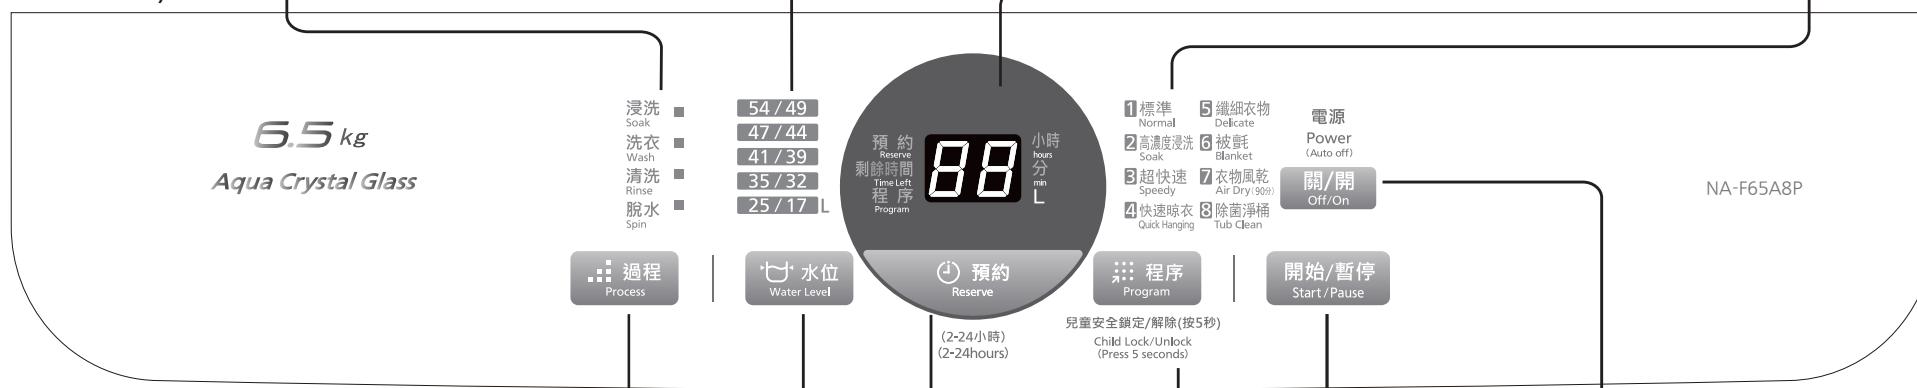 6.5 kg
Aqua Crystal Glass
浸洗
Soak
洗衣
Wash
清洗
Rinse
脫水
Spin
過程
Process
54 / 49
47 / 44
41 / 39
35 / 32
25 / 17 L
水位
Water Level
預約
Reserve
剩餘時間
Time Left
程序
Program
88
小時
hours
分
min
L
預約
Reserve
(2-24小時)
(2-24hours)
1 標準
Normal
2 高濃度浸洗
Soak
3 超快速
Speedy
4 快速晾衣
Quick Hanging
5 纖細衣物
Delicate
6 被氈
Blanket
7 衣物風乾
Air Dry(90分)
8 除菌淨桶
Tub Clean
程序
Program
兒童安全鎖定/解除(按5秒)
Child Lock/Unlock
(Press 5 seconds)
電源
Power
(Auto off)
關/開
Off/On
開始/暫停
Start/Pause
NA-F65A8P